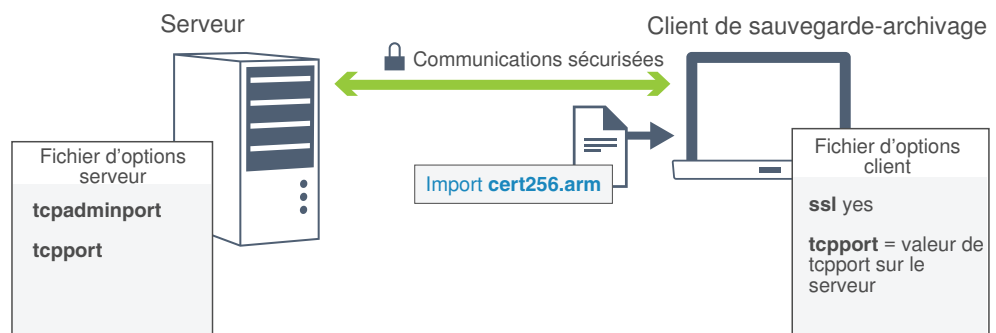 Serveur
Client de sauvegarde-archivage
Communications sécurisées
Fichier d'options
serveur
tcpadminport
tcpport
Import cert256.arm
Fichier d'options
client
ssl yes
tcpport = valeur de
tcpport sur le
serveur